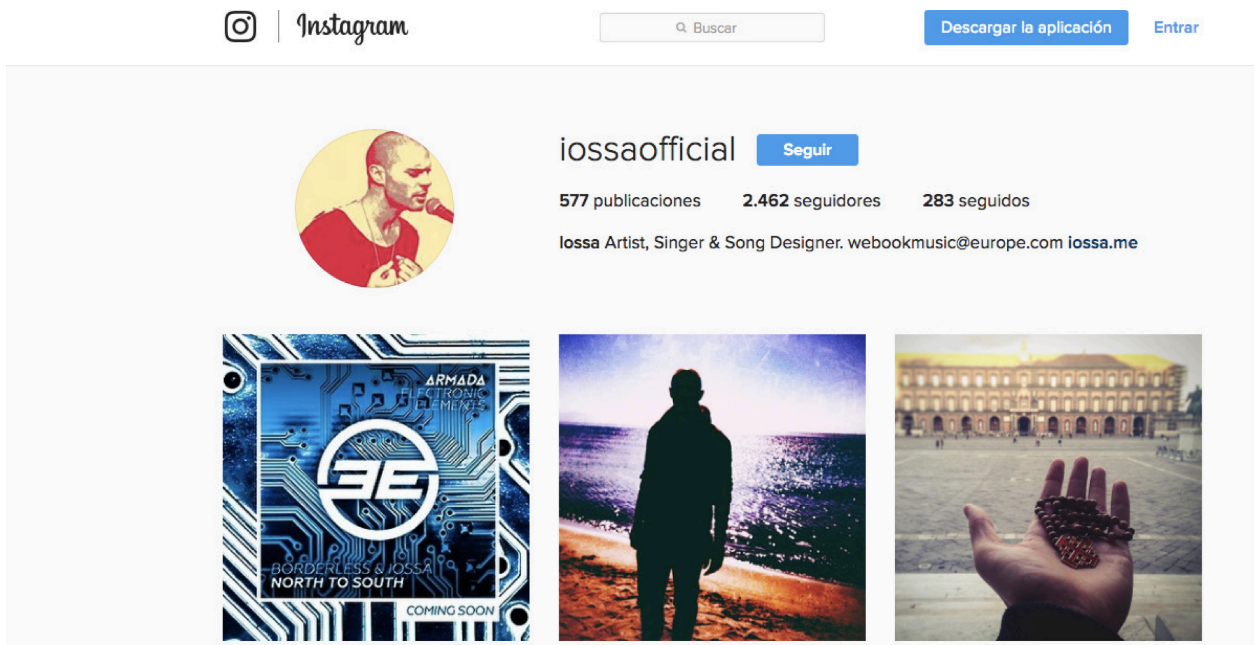 Instagram
Buscar
Descargar la aplicación
Entrar
iossaofficial
Seguir
577 publicaciones 2.462 seguidores 283 seguidos
Iossa Artist, Singer & Song Designer. webookmusic@europe.com iossa.me
ARMADA
ELECTRONIC
ELEMENTS
BORDERLESS & IOSSA
NORTH TO SOUTH
COMING SOON